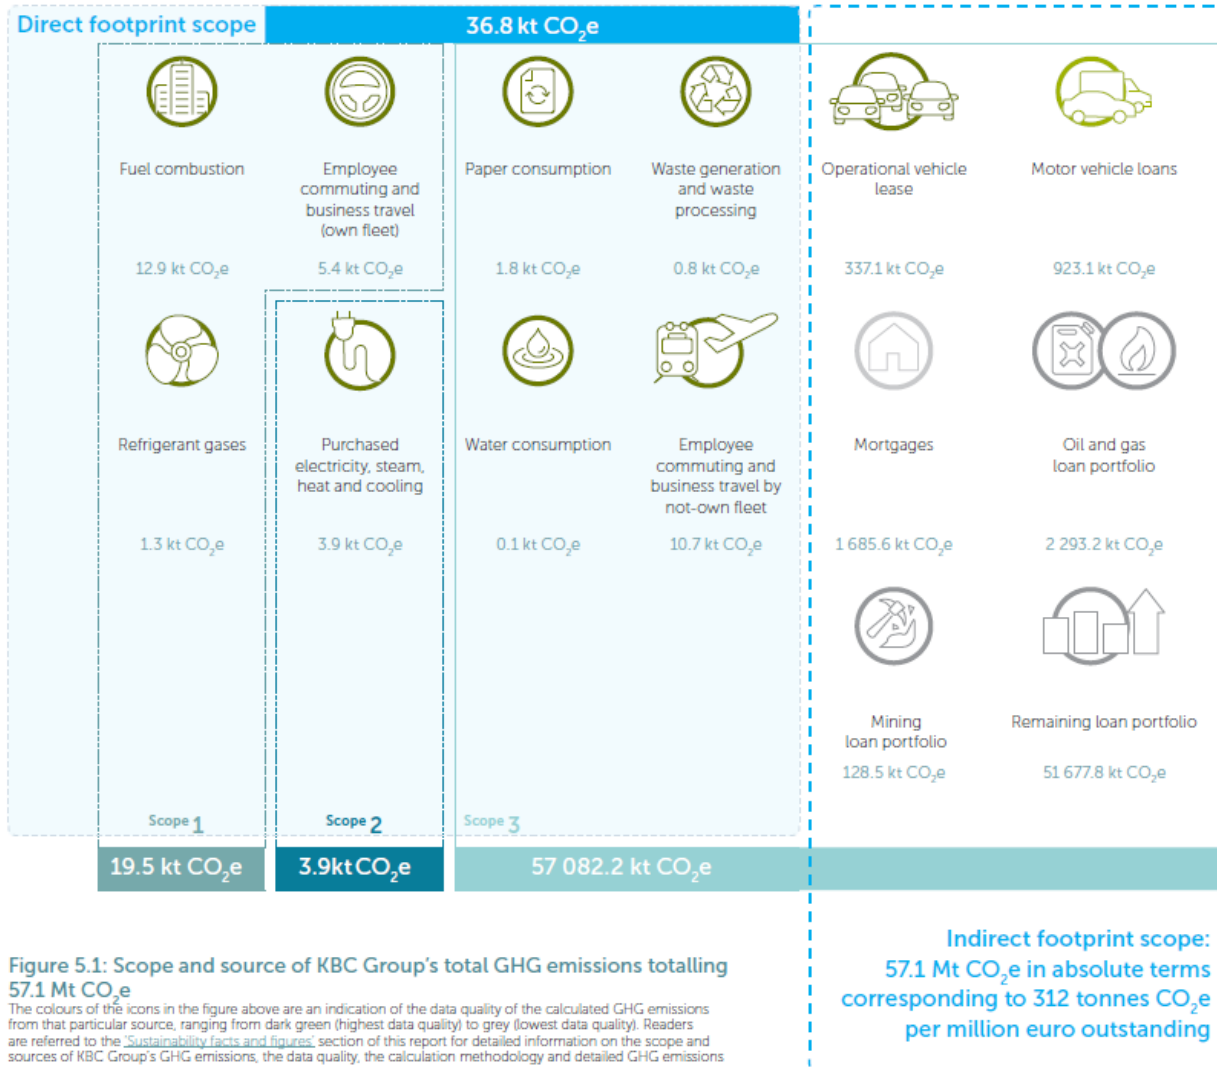 Direct footprint scope
36.8 kt CO₂e
Fuel combustion
12.9 kt CO₂e
Employee
commuting and
business travel
(own fleet)
5.4 kt CO₂e
Paper consumption
1.8 kt CO₂e
Waste generation
and waste
processing
0.8 kt CO₂e
Operational vehicle
lease
337.1 kt CO₂e
Motor vehicle loans
923.1 kt CO₂e
Refrigerant gases
1.3 kt CO₂e
Purchased
electricity, steam,
heat and cooling
3.9 kt CO₂e
Water consumption
0.1 kt CO₂e
Employee
commuting and
business travel by
not-own fleet
10.7 kt CO₂e
Mortgages
1 685.6 kt CO₂e
Oil and gas
loan portfolio
2 293.2 kt CO₂e
Mining
loan portfolio
128.5 kt CO₂e
Remaining loan portfolio
51 677.8 kt CO₂e
Scope 1
Scope 2
Scope 3
19.5 kt CO₂e
3.9kt CO₂e
57 082.2 kt CO₂e
Figure 5.1: Scope and source of KBC Group's total GHG emissions totalling
57.1 Mt CO₂e
The colours of the icons in the figure above are an indication of the data quality of the calculated GHG emissions
from that particular source, ranging from dark green (highest data quality) to grey (lowest data quality). Readers
are referred to the 'Sustainability facts and figures' section of this report for detailed information on the scope and
sources of KBC Group's GHG emissions, the data quality, the calculation methodology and detailed GHG emissions
Indirect footprint scope:
57.1 Mt CO₂e in absolute terms
corresponding to 312 tonnes CO₂e
per million euro outstanding